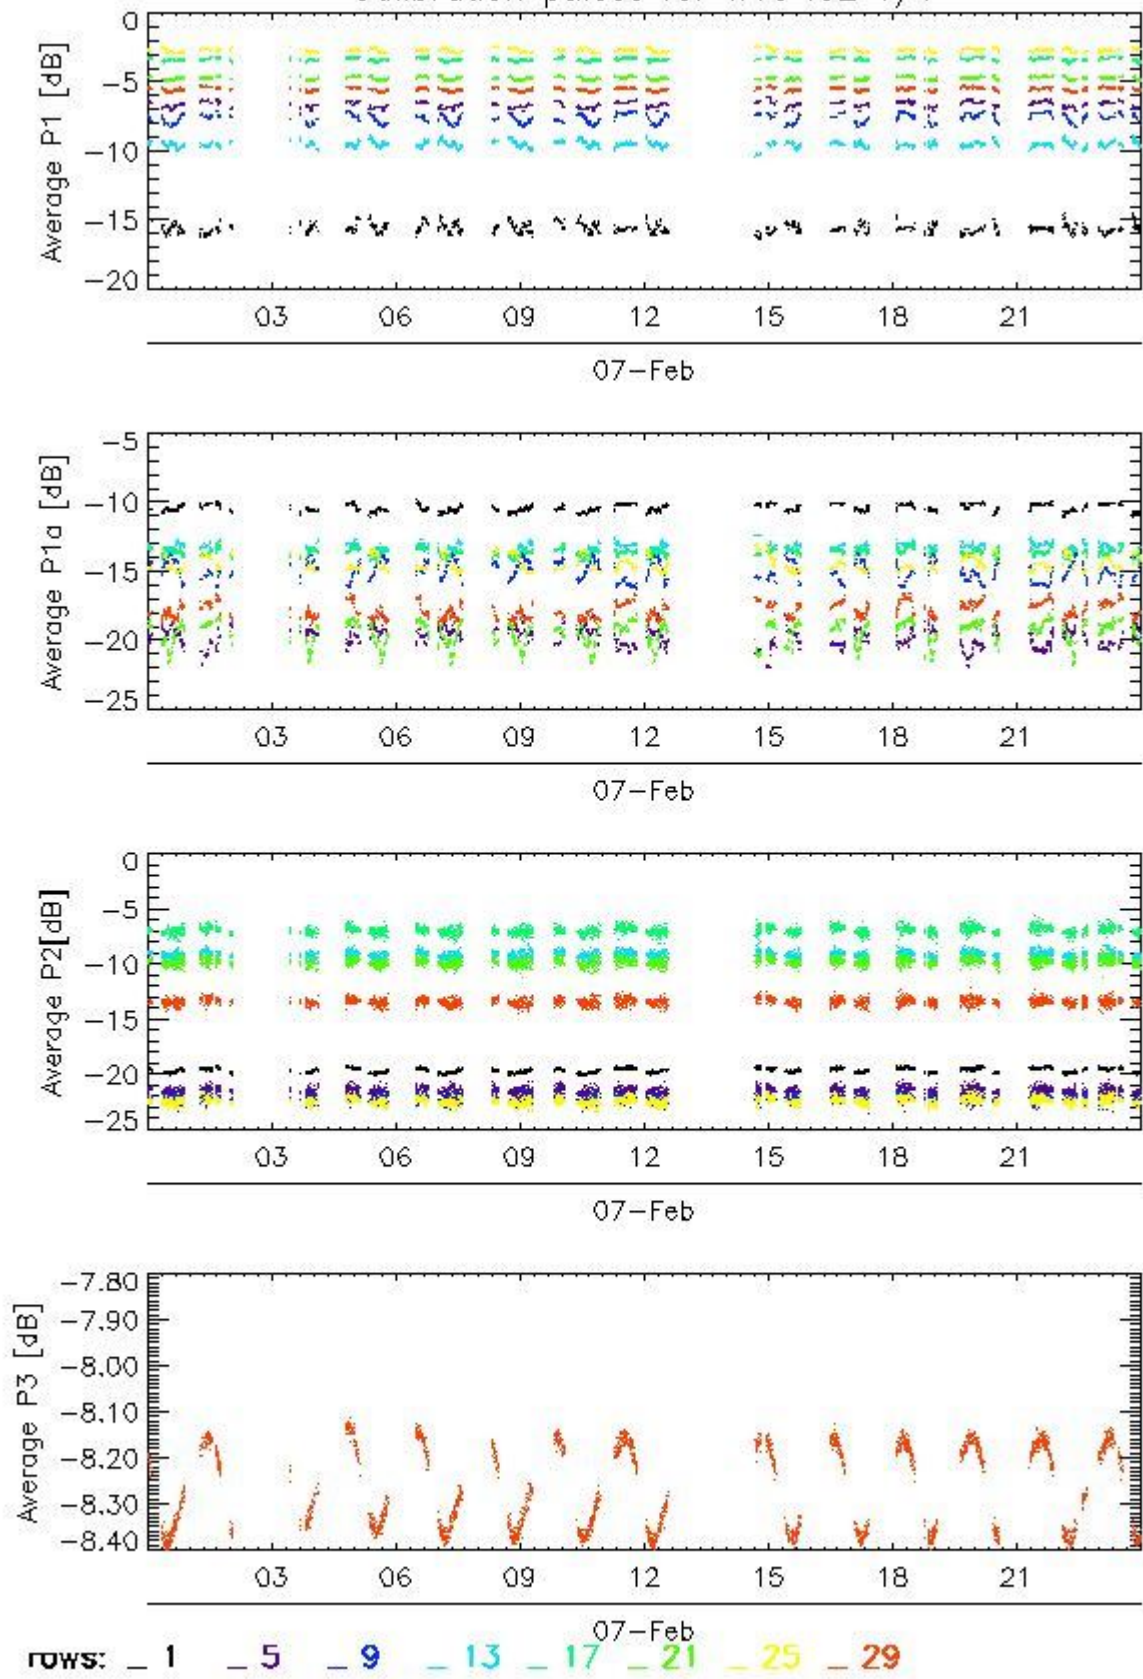 Average P1 [dB]
0
−5
−10
−15
−20
03 06 09 12 15 18 21
07−Feb
Average P1a [dB]
−5
−10
−15
−20
−25
03 06 09 12 15 18 21
07−Feb
Average P2[dB]
0
−5
−10
−15
−20
−25
03 06 09 12 15 18 21
07−Feb
Average P3 [dB]
−7.80
−7.90
−8.00
−8.10
−8.20
−8.30
−8.40
03 06 09 12 15 18 21
07−Feb
rows: _ 1 _ 5 _ 9 _ 13 _ 17 _ 21 _ 25 _ 29